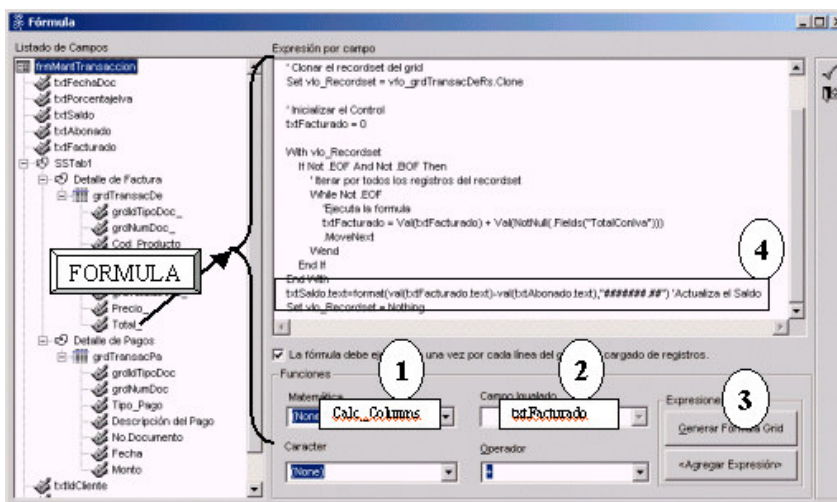 Fórmula
Listado de Campos
frmMantTransaccion
txtFechaDoc
txtPorcentajeIva
txtSaldo
txtAbonado
txtFacturado
SSTab1
Detalle de Factura
grdTransacDe
grdIdTipoDoc_
grdNumDoc_
Cod_Producto
FORMULA
Precio_
Total_
Detalle de Pagos
grdTransacPa
grdIdTipoDoc
grdNumDoc
Tipo_Pago
Descripción del Pago
No.Documento
Fecha
Monto
txtIdCliente
Expresión por campo
' Clonar el recordset del grid
Set vlo_Recordset = vfo_grdTransacDeRs.Clone
' Inicializar el Control
txtFacturado = 0
With vlo_Recordset
If Not .EOF And Not .BOF Then
' Iterar por todos los registros del recordset
While Not .EOF
'Ejecuta la formula
txtFacturado = Val(txtFacturado) + Val(NotNull(.Fields("TotalConIva")))
.MoveNext
Wend
End If
End With
4
txtSaldo.text=format(val(txtFacturado.text)-val(txtAbonado.text),"#######.##") 'Actualiza el Saldo
Set vlo_Recordset = Nothing
La fórmula debe una vez por cada línea del cargado de registros.
Funciones
Matemática
1
(None)
Calc_Columnas
Campo Igualado
2
txtFacturado
Caracter
(None)
Operador
+
Expresione
3
Generar Fórmula Grid
<Agregar Expresión>